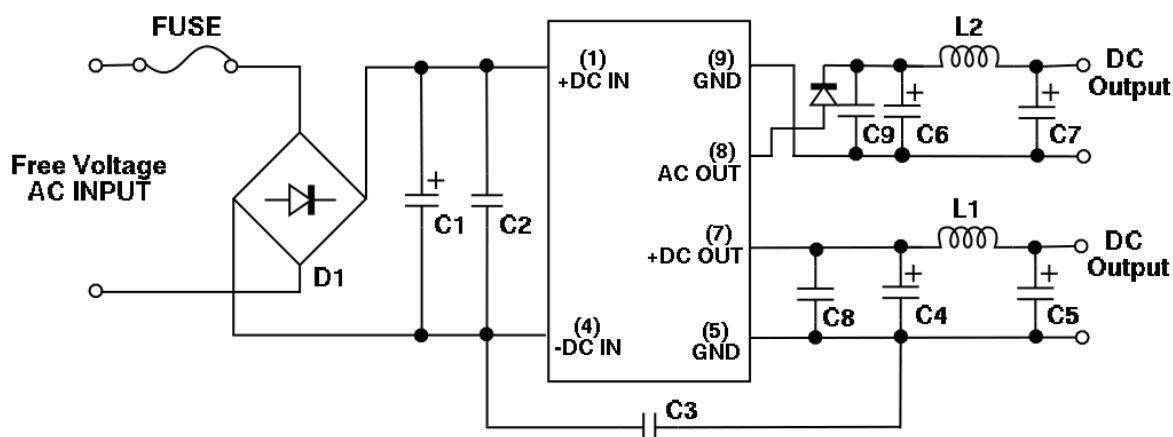 FUSE
Free Voltage
AC INPUT
D1
+
C1
C2
(1)
+DC IN
(4)
-DC IN
(9)
GND
(8)
AC OUT
(7)
+DC OUT
(5)
GND
C9
+
C6
L2
+
C7
DC
Output
C8
+
C4
L1
+
C5
DC
Output
C3